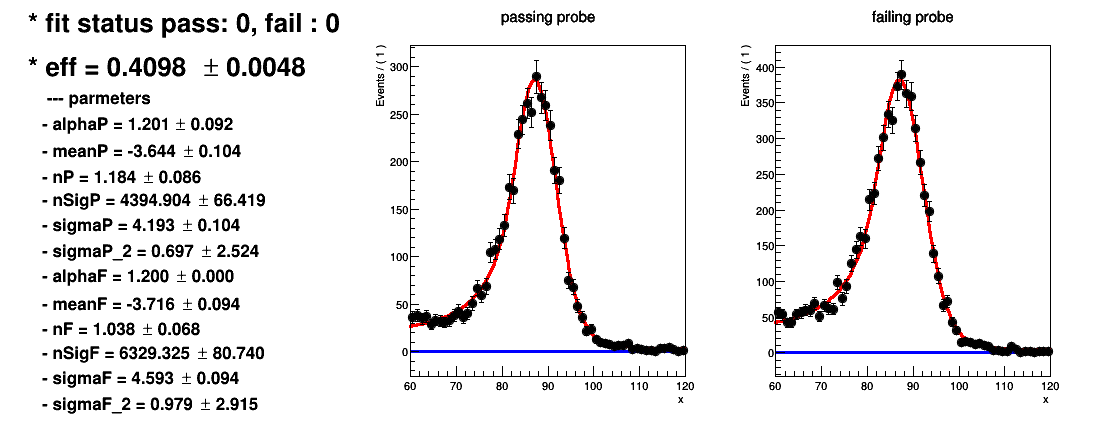 * fit status pass: 0, fail : 0
* eff = 0.4098 ± 0.0048
--- parmeters
- alphaP = 1.201 ± 0.092
- meanP = -3.644 ± 0.104
- nP = 1.184 ± 0.086
- nSigP = 4394.904 ± 66.419
- sigmaP = 4.193 ± 0.104
- sigmaP_2 = 0.697 ± 2.524
- alphaF = 1.200 ± 0.000
- meanF = -3.716 ± 0.094
- nF = 1.038 ± 0.068
- nSigF = 6329.325 ± 80.740
- sigmaF = 4.593 ± 0.094
- sigmaF_2 = 0.979 ± 2.915
passing probe
Events / ( 1 )
300
250
200
150
100
50
0
60 70 80 90 100 110 120
x
failing probe
Events / ( 1 )
400
350
300
250
200
150
100
50
0
60 70 80 90 100 110 120
x